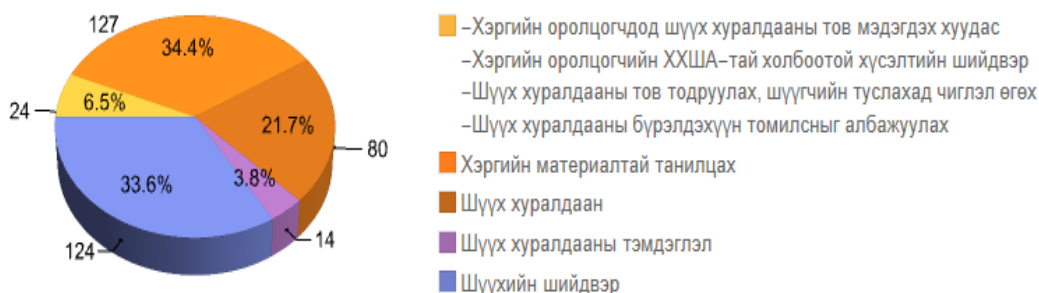 127
34.4%
6.5%
24
21.7%
80
3.8%
33.6%
14
124
–Хэргийн оролцогчдод шүүх хуралдааны тов мэдэгдэх хуудас
–Хэргийн оролцогчийн ХХША–тай холбоотой хүсэлтийн шийдвэр
–Шүүх хуралдааны тов тодруулах, шүүгчийн туслахад чиглэл өгөх
–Шүүх хуралдааны бүрэлдэхүүн томилсныг албажуулах
Хэргийн материалтай танилцах
Шүүх хуралдаан
Шүүх хуралдааны тэмдэглэл
Шүүхийн шийдвэр